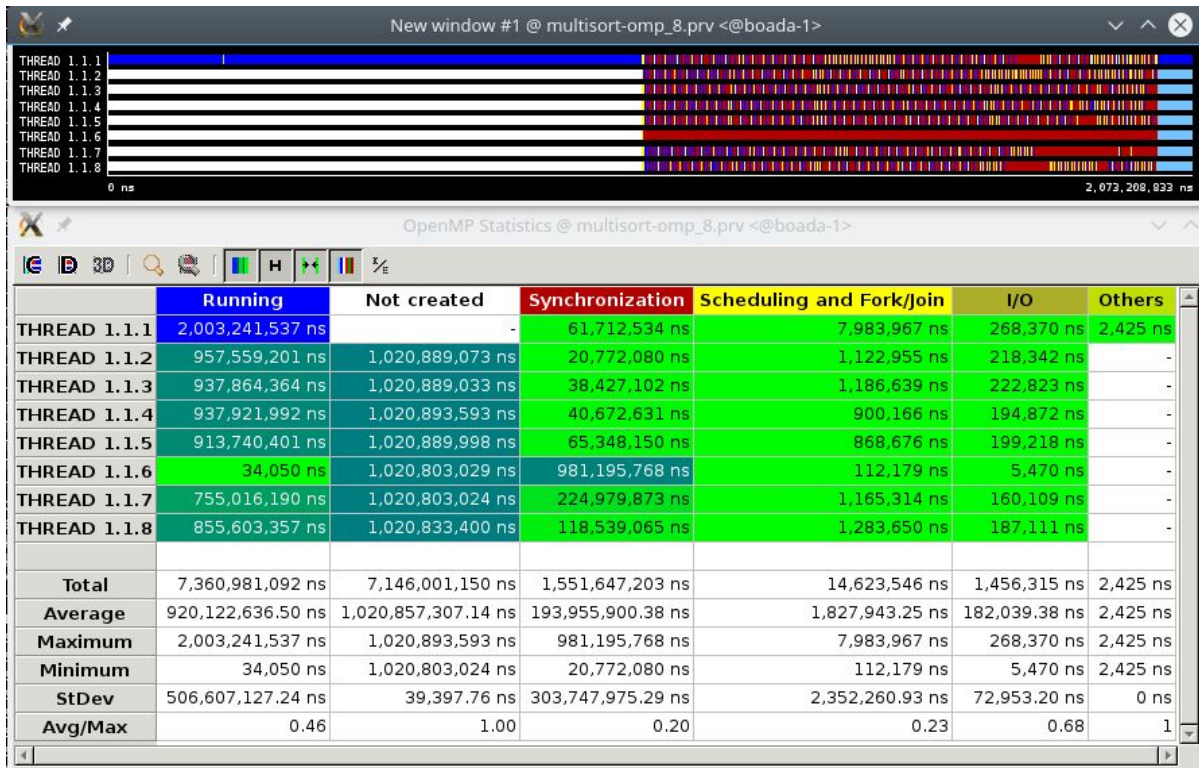 New window #1 @ multisort-omp_8.prv <@boada-1>
THREAD 1.1.1
THREAD 1.1.2
THREAD 1.1.3
THREAD 1.1.4
THREAD 1.1.5
THREAD 1.1.6
THREAD 1.1.7
THREAD 1.1.8
0 ns 2,073,208,833 ns
OpenMP Statistics @ multisort-omp_8.prv <@boada-1>
3D H
Running Not created Synchronization Scheduling and Fork/Join I/O Others
THREAD 1.1.1 2,003,241,537 ns - 61,712,534 ns 7,983,967 ns 268,370 ns 2,425 ns
THREAD 1.1.2 957,559,201 ns 1,020,889,073 ns 20,772,080 ns 1,122,955 ns 218,342 ns -
THREAD 1.1.3 937,864,364 ns 1,020,889,033 ns 38,427,102 ns 1,186,639 ns 222,823 ns -
THREAD 1.1.4 937,921,992 ns 1,020,893,593 ns 40,672,631 ns 900,166 ns 194,872 ns -
THREAD 1.1.5 913,740,401 ns 1,020,889,998 ns 65,348,150 ns 868,676 ns 199,218 ns -
THREAD 1.1.6 34,050 ns 1,020,803,029 ns 981,195,768 ns 112,179 ns 5,470 ns -
THREAD 1.1.7 755,016,190 ns 1,020,803,024 ns 224,979,873 ns 1,165,314 ns 160,109 ns -
THREAD 1.1.8 855,603,357 ns 1,020,833,400 ns 118,539,065 ns 1,283,650 ns 187,111 ns -
Total 7,360,981,092 ns 7,146,001,150 ns 1,551,647,203 ns 14,623,546 ns 1,456,315 ns 2,425 ns
Average 920,122,636.50 ns 1,020,857,307.14 ns 193,955,900.38 ns 1,827,943.25 ns 182,039.38 ns 2,425 ns
Maximum 2,003,241,537 ns 1,020,893,593 ns 981,195,768 ns 7,983,967 ns 268,370 ns 2,425 ns
Minimum 34,050 ns 1,020,803,024 ns 20,772,080 ns 112,179 ns 5,470 ns 2,425 ns
StDev 506,607,127.24 ns 39,397.76 ns 303,747,975.29 ns 2,352,260.93 ns 72,953.20 ns 0 ns
Avg/Max 0.46 1.00 0.20 0.23 0.68 1